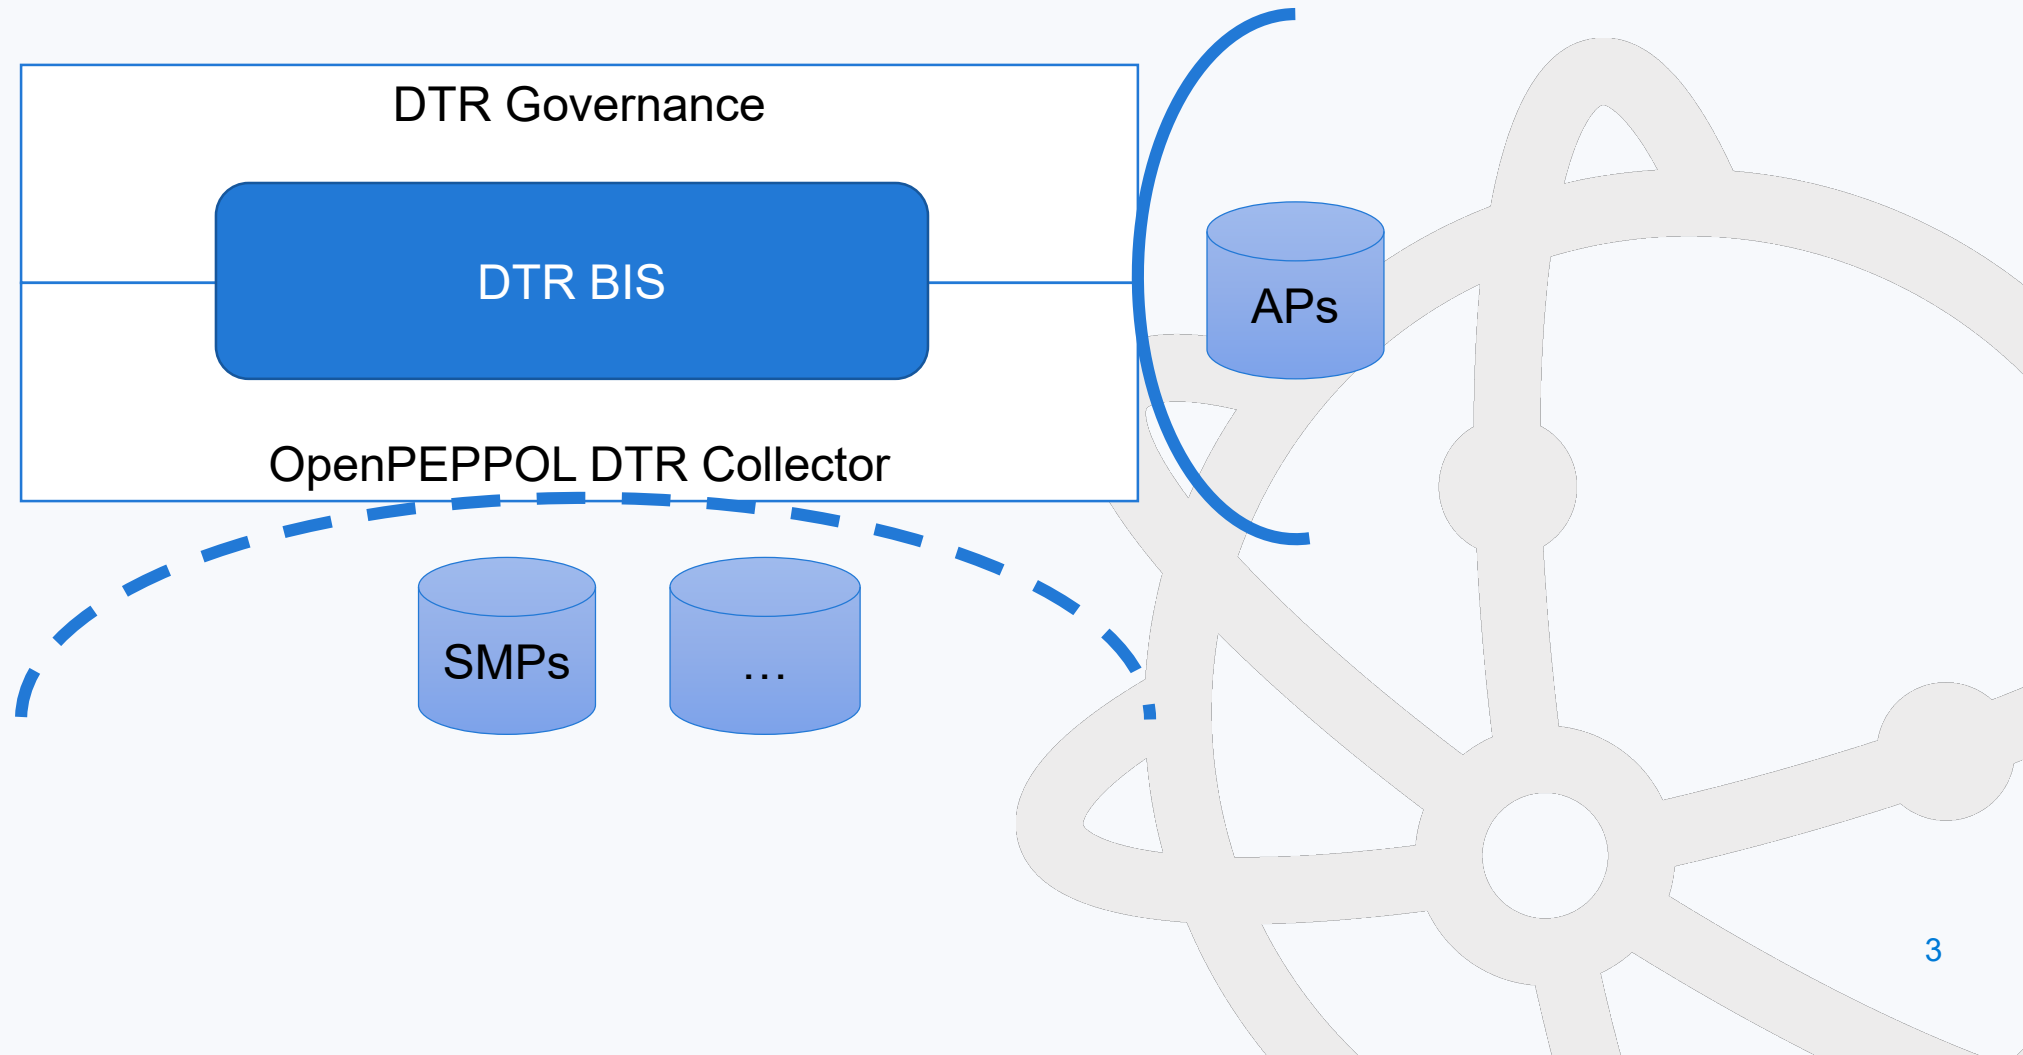 DTR Governance
DTR BIS
APs
OpenPEPPOL DTR Collector
SMPs
…
3